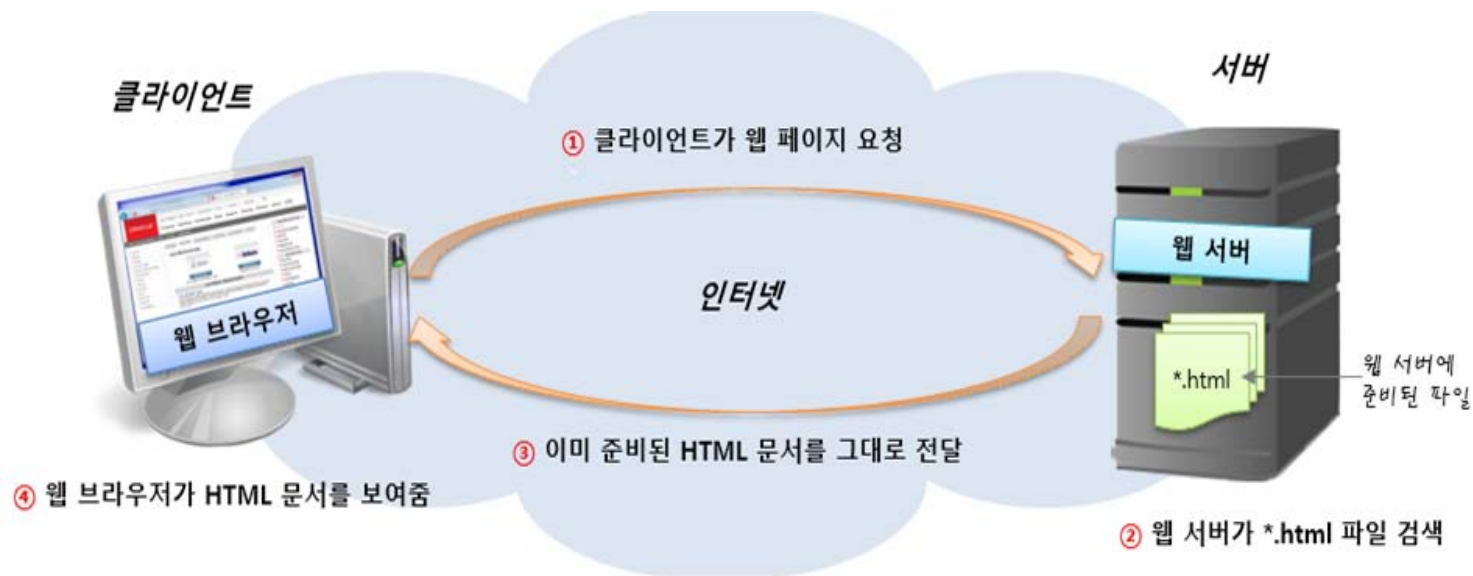 클라이언트
서버
① 클라이언트가 웹 페이지 요청
웹 서버
인터넷
웹 브라우저
*.html
웹 서버에
준비된 파일
③ 이미 준비된 HTML 문서를 그대로 전달
④ 웹 브라우저가 HTML 문서를 보여줌
② 웹 서버가 *.html 파일 검색